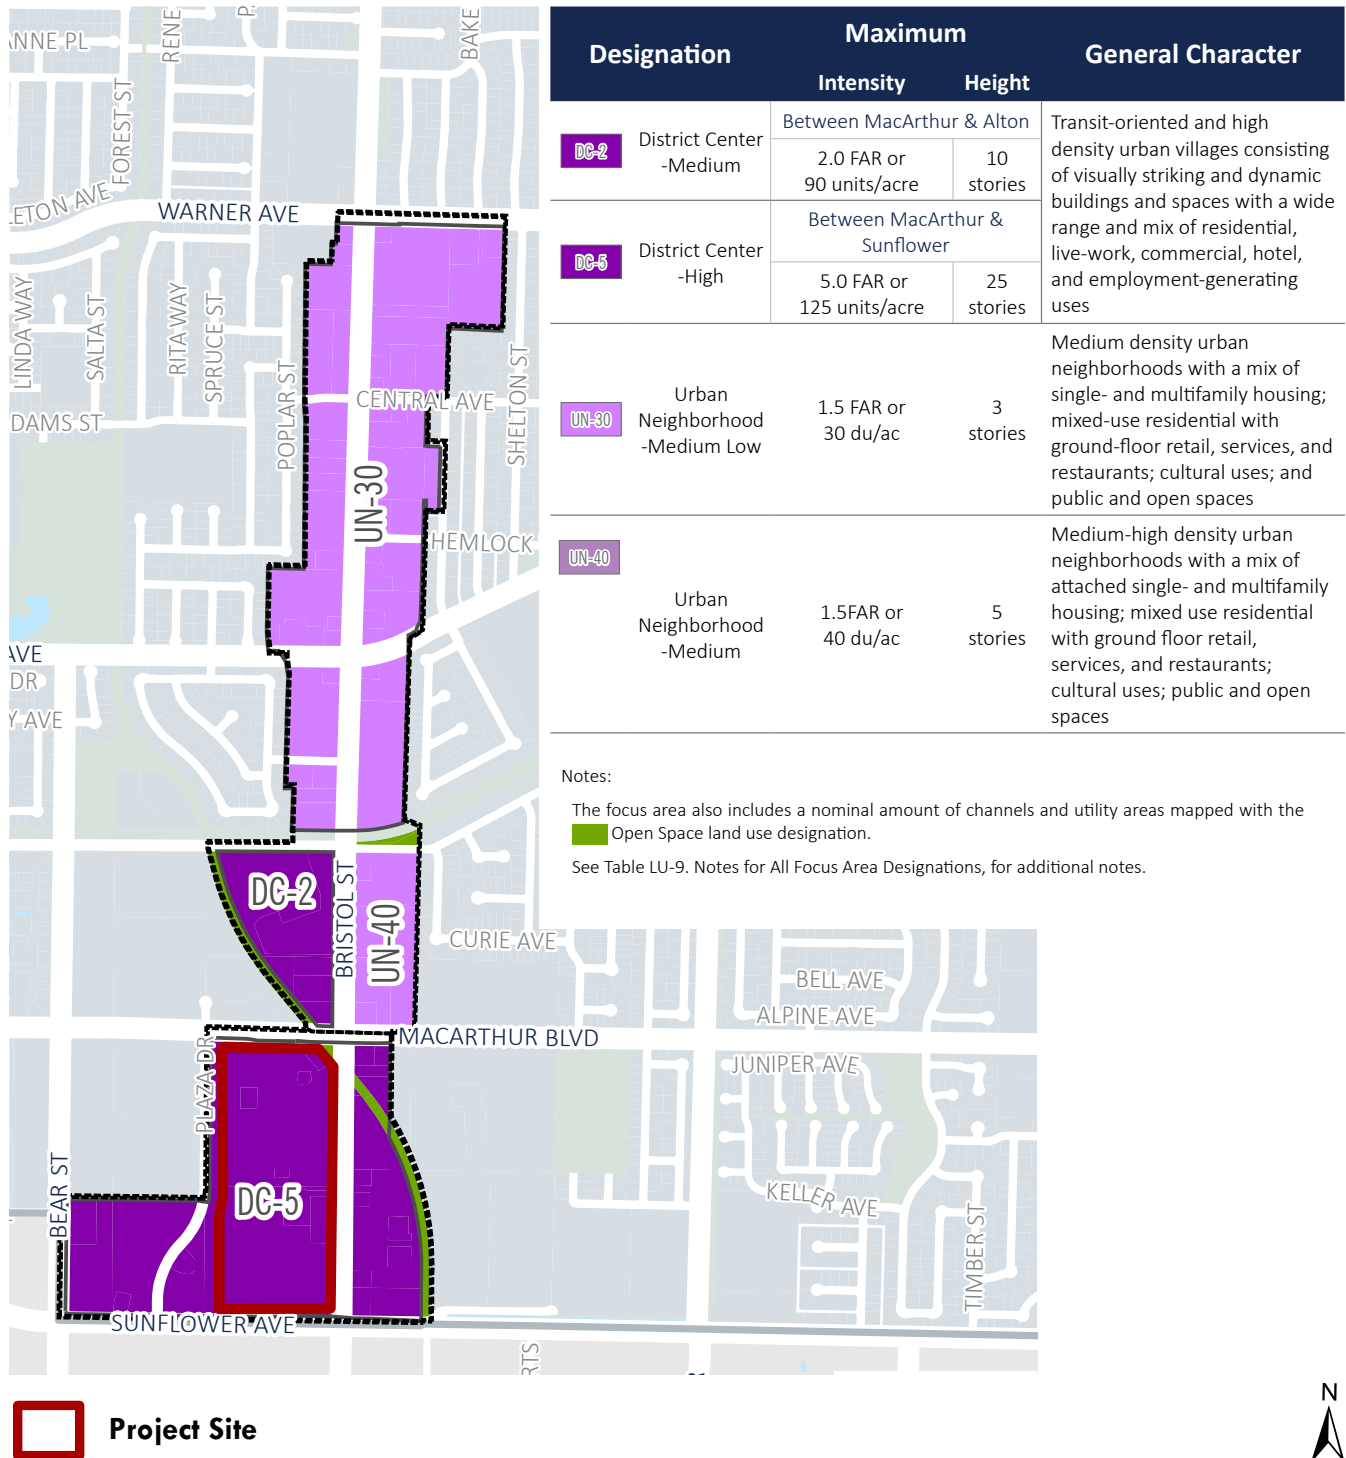 ANNE PL
RENE
P
BAKE
FOREST ST
LETON AVE
WARNER AVE
LINDA WAY
SALTA ST
RITA WAY
SPRUCE ST
POPLAR ST
CENTRAL AVE
SHELTON ST
DAMS ST
UN-30
HEMLOCK
AVE
DR
Y AVE
DC-2
BRISTOL ST
UN-40
CURIE AVE
BELL AVE
ALPINE AVE
MACARTHUR BLVD
JUNIPER AVE
PLAZA DR
BEAR ST
DC-5
KELLER AVE
TIMBER ST
SUNFLOWER AVE
RTS
Designation
Maximum
Intensity
Height
General Character
DC-2
District Center
-Medium
Between MacArthur & Alton
2.0 FAR or
90 units/acre
10
stories
DC-5
District Center
-High
Between MacArthur &
Sunflower
5.0 FAR or
125 units/acre
25
stories
Transit-oriented and high
density urban villages consisting
of visually striking and dynamic
buildings and spaces with a wide
range and mix of residential,
live-work, commercial, hotel,
and employment-generating
uses
UN-30
Urban
Neighborhood
-Medium Low
1.5 FAR or
30 du/ac
3
stories
Medium density urban
neighborhoods with a mix of
single- and multifamily housing;
mixed-use residential with
ground-floor retail, services, and
restaurants; cultural uses; and
public and open spaces
UN-40
Urban
Neighborhood
-Medium
1.5FAR or
40 du/ac
5
stories
Medium-high density urban
neighborhoods with a mix of
attached single- and multifamily
housing; mixed use residential
with ground floor retail,
services, and restaurants;
cultural uses; public and open
spaces
Notes:
The focus area also includes a nominal amount of channels and utility areas mapped with the
Open Space land use designation.
See Table LU-9. Notes for All Focus Area Designations, for additional notes.
Project Site
N